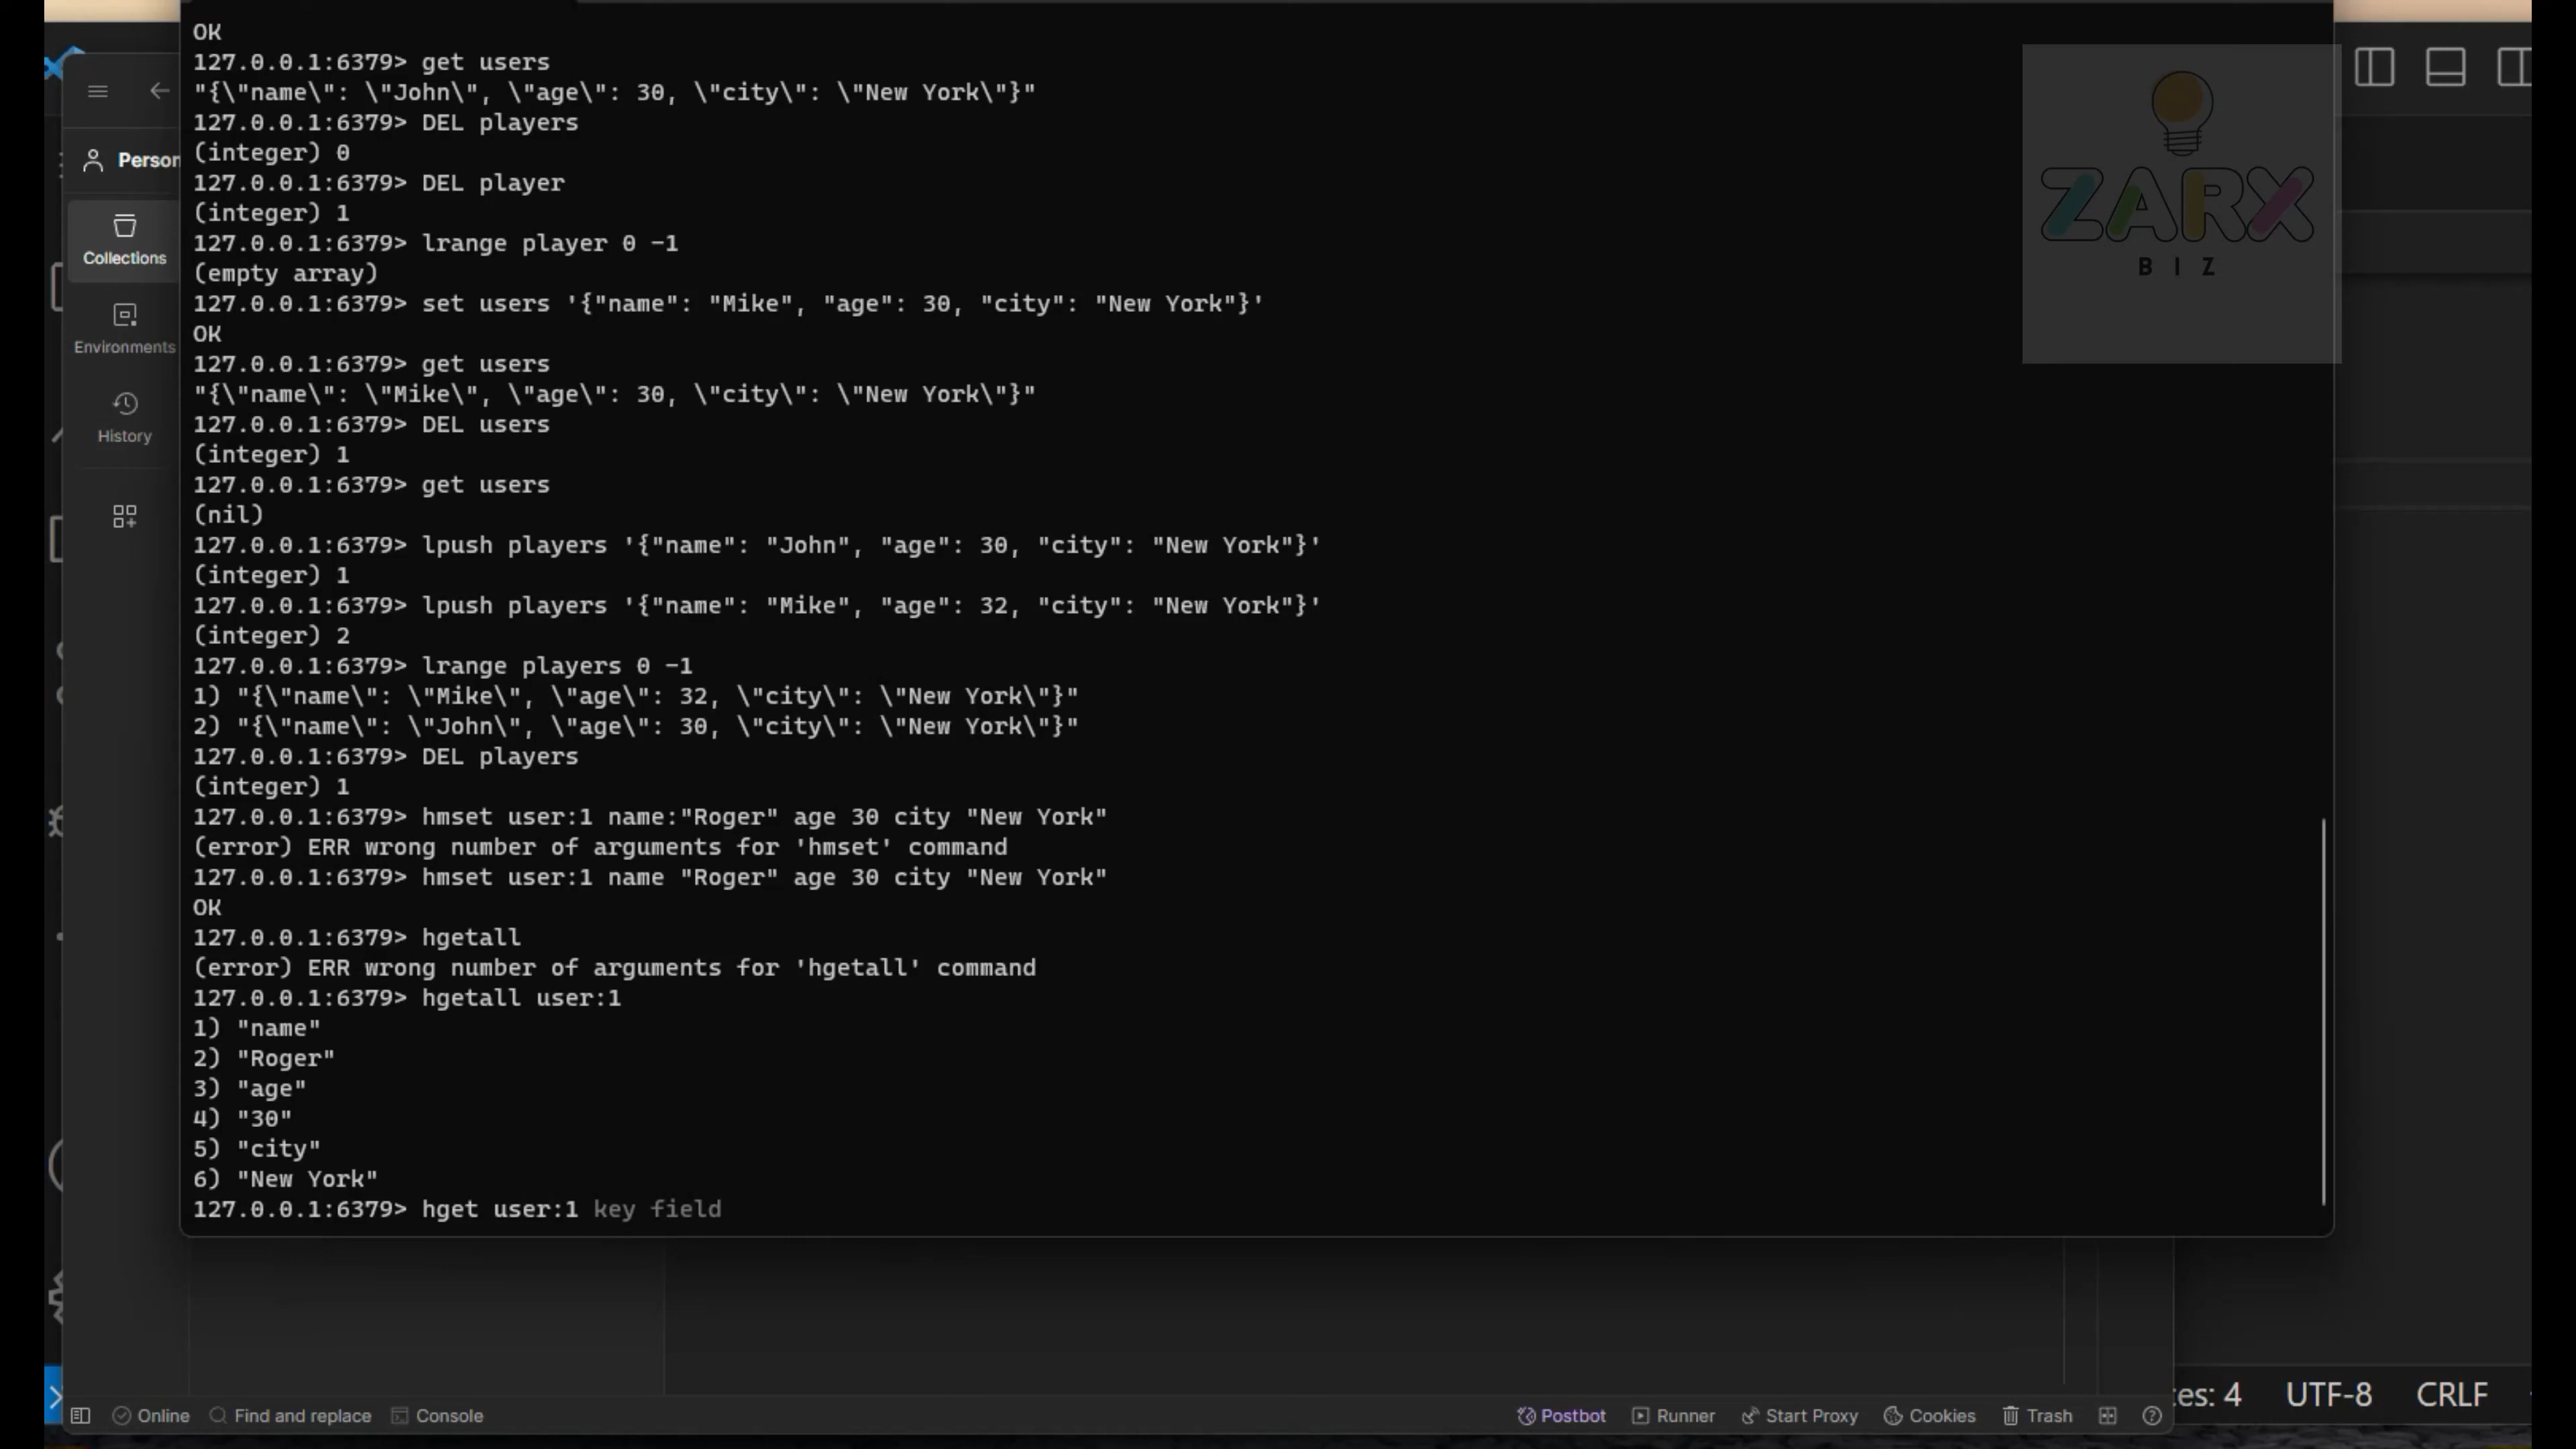 OK
127.0.0.1:6379> get users
"{\"name\": \"John\", \"age\": 30, \"city\": \"New York\"}"
127.0.0.1:6379> DEL players
(integer) 0
127.0.0.1:6379> DEL player
(integer) 1
127.0.0.1:6379> lrange player 0 -1
(empty array)
127.0.0.1:6379> set users '{"name": "Mike", "age": 30, "city": "New York"}'
OK
127.0.0.1:6379> get users
"{\"name\": \"Mike\", \"age\": 30, \"city\": \"New York\"}"
127.0.0.1:6379> DEL users
(integer) 1
127.0.0.1:6379> get users
(nil)
127.0.0.1:6379> lpush players '{"name": "John", "age": 30, "city": "New York"}'
(integer) 1
127.0.0.1:6379> lpush players '{"name": "Mike", "age": 32, "city": "New York"}'
(integer) 2
127.0.0.1:6379> lrange players 0 -1
1) "{\"name\": \"Mike\", \"age\": 32, \"city\": \"New York\"}"
2) "{\"name\": \"John\", \"age\": 30, \"city\": \"New York\"}"
127.0.0.1:6379> DEL players
(integer) 1
127.0.0.1:6379> hmset user:1 name:"Roger" age 30 city "New York"
(error) ERR wrong number of arguments for 'hmset' command
127.0.0.1:6379> hmset user:1 name "Roger" age 30 city "New York"
OK
127.0.0.1:6379> hgetall
(error) ERR wrong number of arguments for 'hgetall' command
127.0.0.1:6379> hgetall user:1
1) "name"
2) "Roger"
3) "age"
4) "30"
5) "city"
6) "New York"
127.0.0.1:6379> hget user:1 key field
Collections
Environments
History
ZARX
BIZ
Online Find and replace Console
Postbot Runner Start Proxy Cookies Trash
4 UTF-8 CRLF